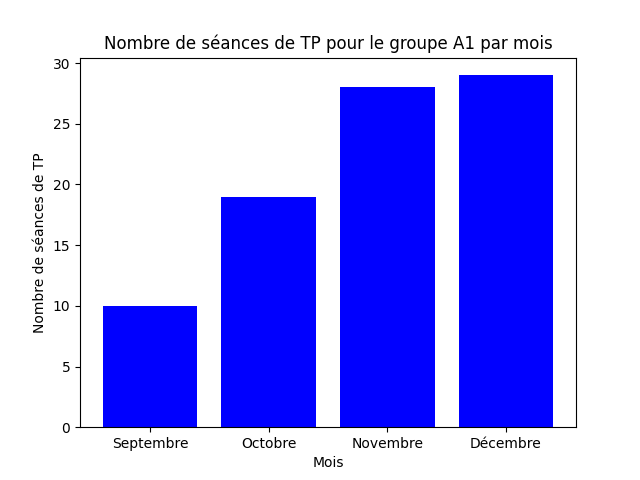 Nombre de séances de TP pour le groupe A1 par mois
30
25
20
15
10
5
0
Nombre de séances de TP
Septembre Octobre Novembre Décembre
Mois